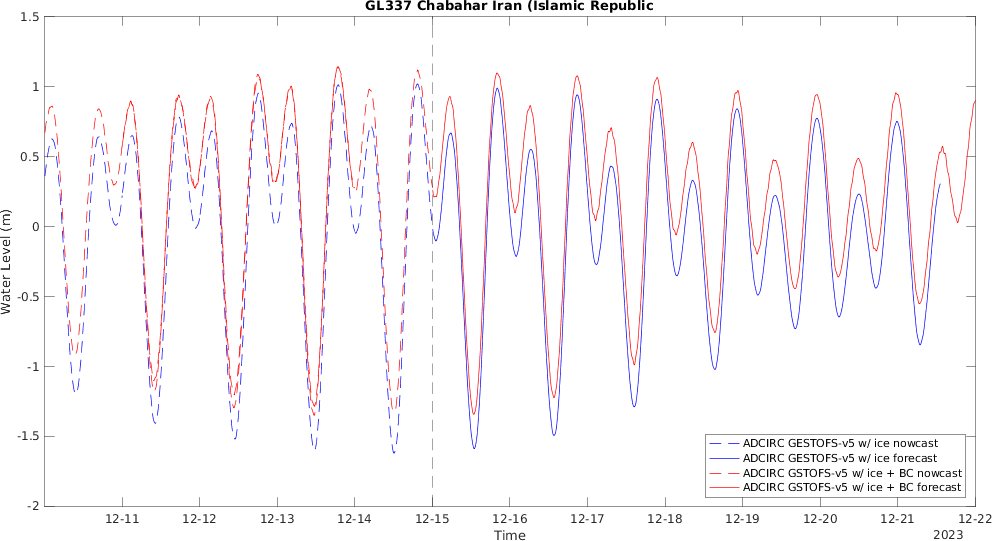 GL337 Chabahar Iran (Islamic Republic
1.5
1
0.5
0
-0.5
-1
-1.5
-2
Water Level (m)
ADCIRC GESTOFS-v5 w/ ice nowcast
ADCIRC GESTOFS-v5 w/ ice forecast
ADCIRC GSTOFS-v5 w/ ice + BC nowcast
ADCIRC GSTOFS-v5 w/ ice + BC forecast
12-11 12-12 12-13 12-14 12-15 12-16 12-17 12-18 12-19 12-20 12-21 12-22
Time
2023